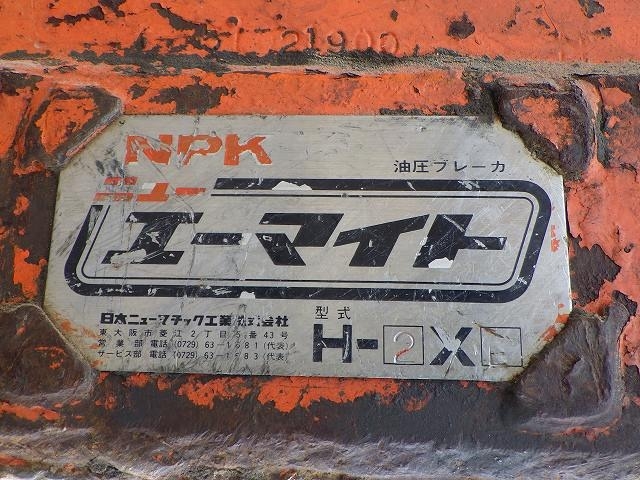 21900
NPK
ニュー
油圧ブレーカ
エーマイト
日本ニューマチック工業株式会社
型式
H-2X
東大阪市菱江2丁目5番43号
営業部 電話 (0729) 63-1681 (代表)
サービス部 電話 (0729) 63-1683 (代表)